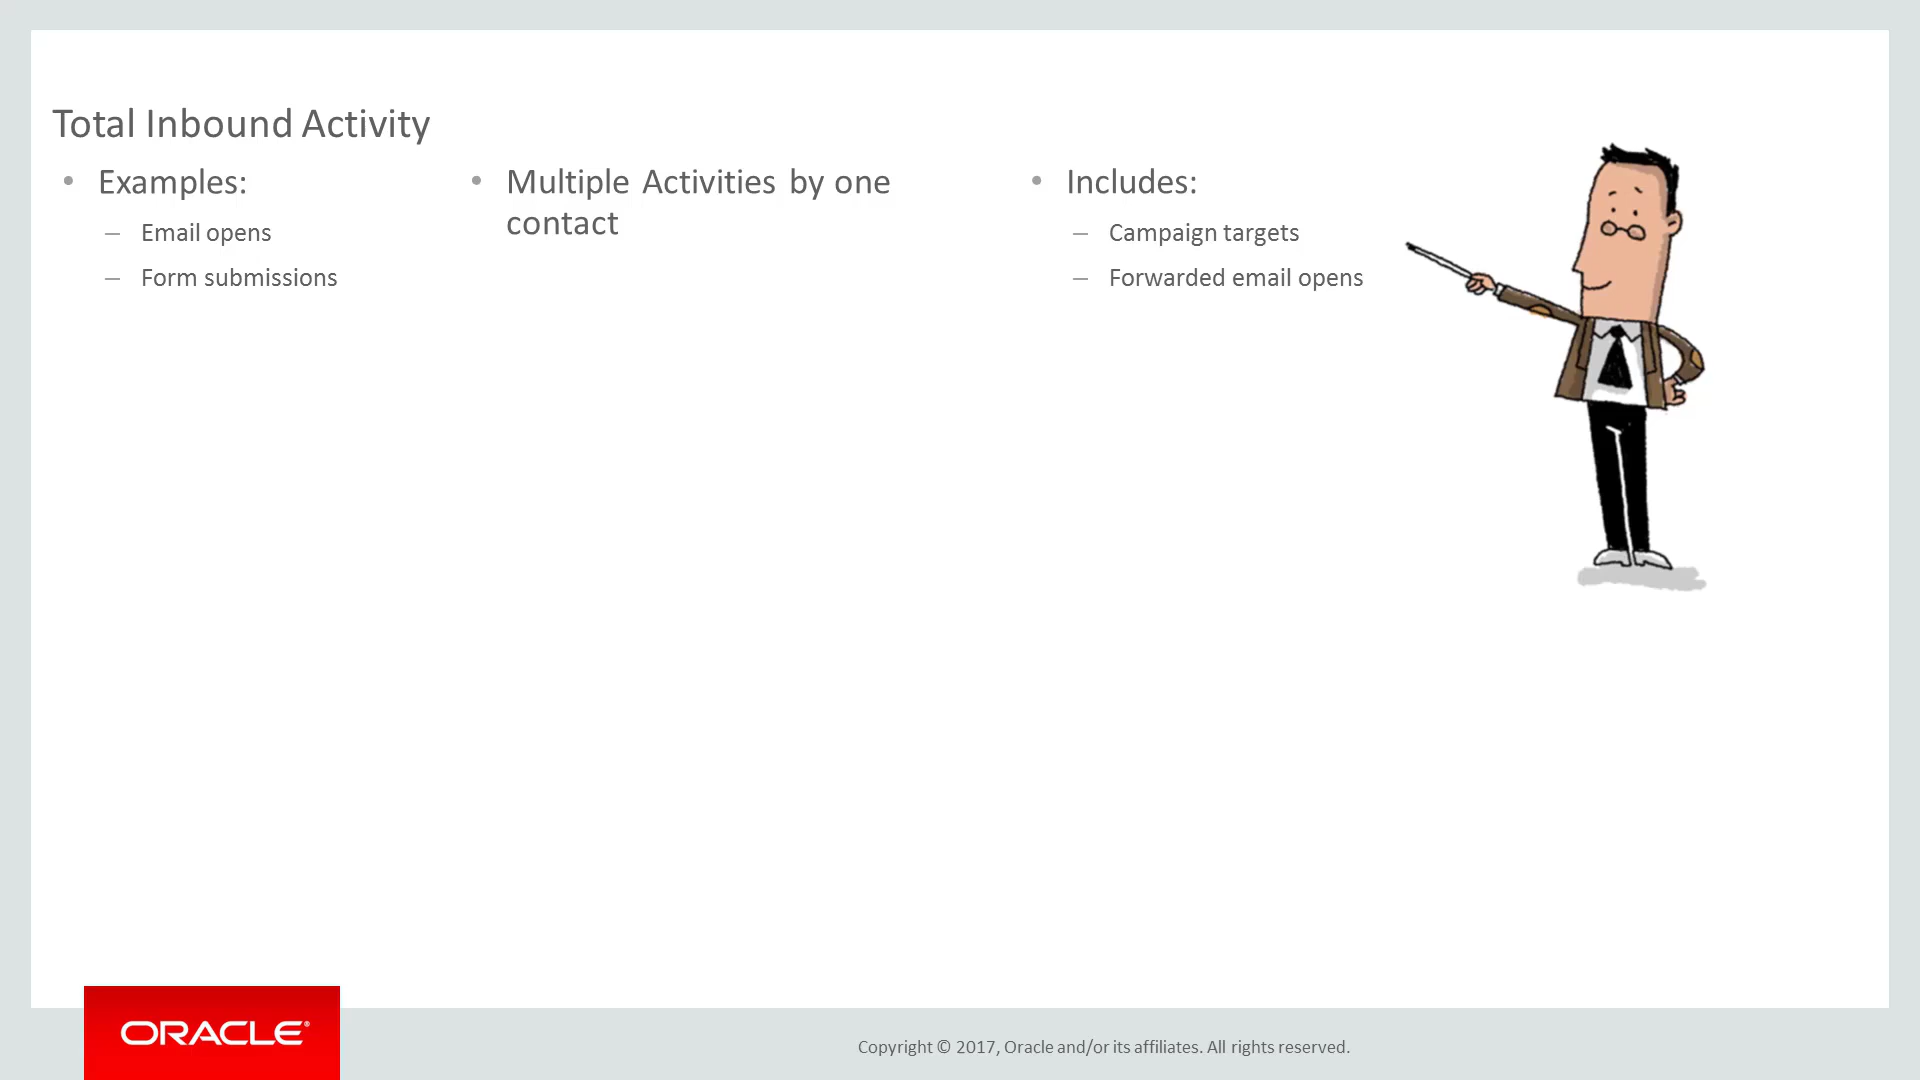 Total Inbound Activity
• Examples:
– Email opens
– Form submissions
• Multiple Activities by one
contact
• Includes:
– Campaign targets
– Forwarded email opens
ORACLE®
Copyright © 2017, Oracle and/or its affiliates. All rights reserved.